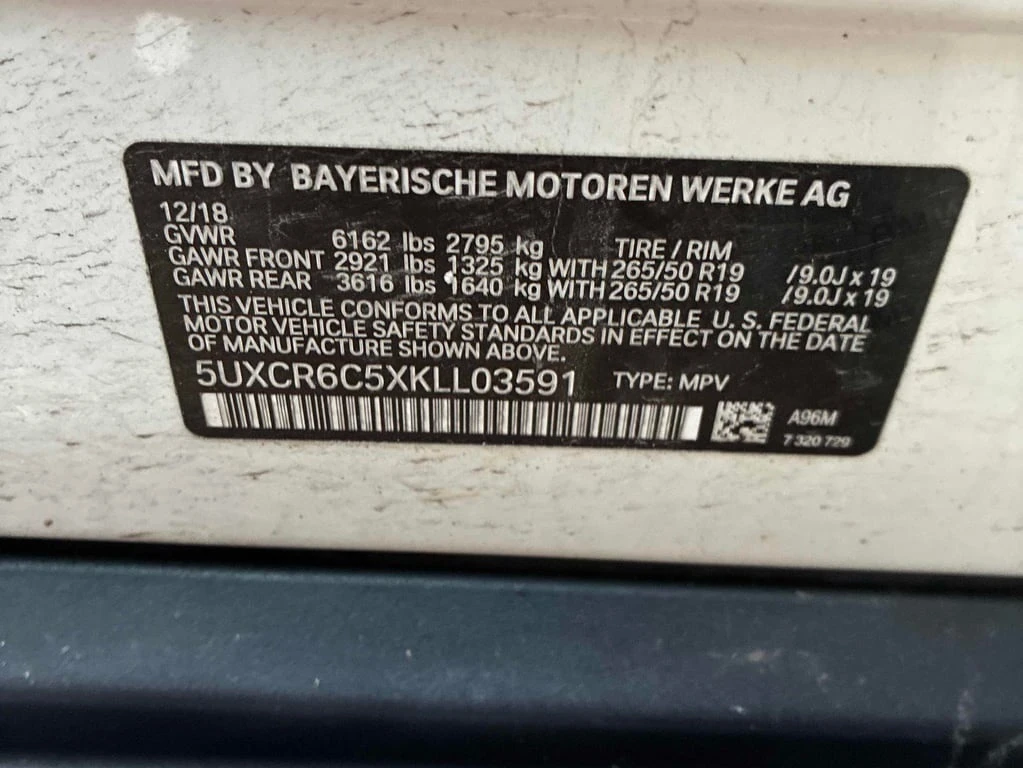 MFD BY BAYERISCHE MOTOREN WERKE AG
12/18
GVWR 6162 lbs 2795 kg TIRE / RIM
GAWR FRONT 2921 lbs 1325 kg WITH 265/50 R19 /9.0J x 19
GAWR REAR 3616 lbs 1640 kg WITH 265/50 R19 /9.0J x 19
THIS VEHICLE CONFORMS TO ALL APPLICABLE U. S. FEDERAL
MOTOR VEHICLE SAFETY STANDARDS IN EFFECT ON THE DATE
OF MANUFACTURE SHOWN ABOVE.
5UXCR6C5XKLL03591 TYPE: MPV
A96M
7 320 729